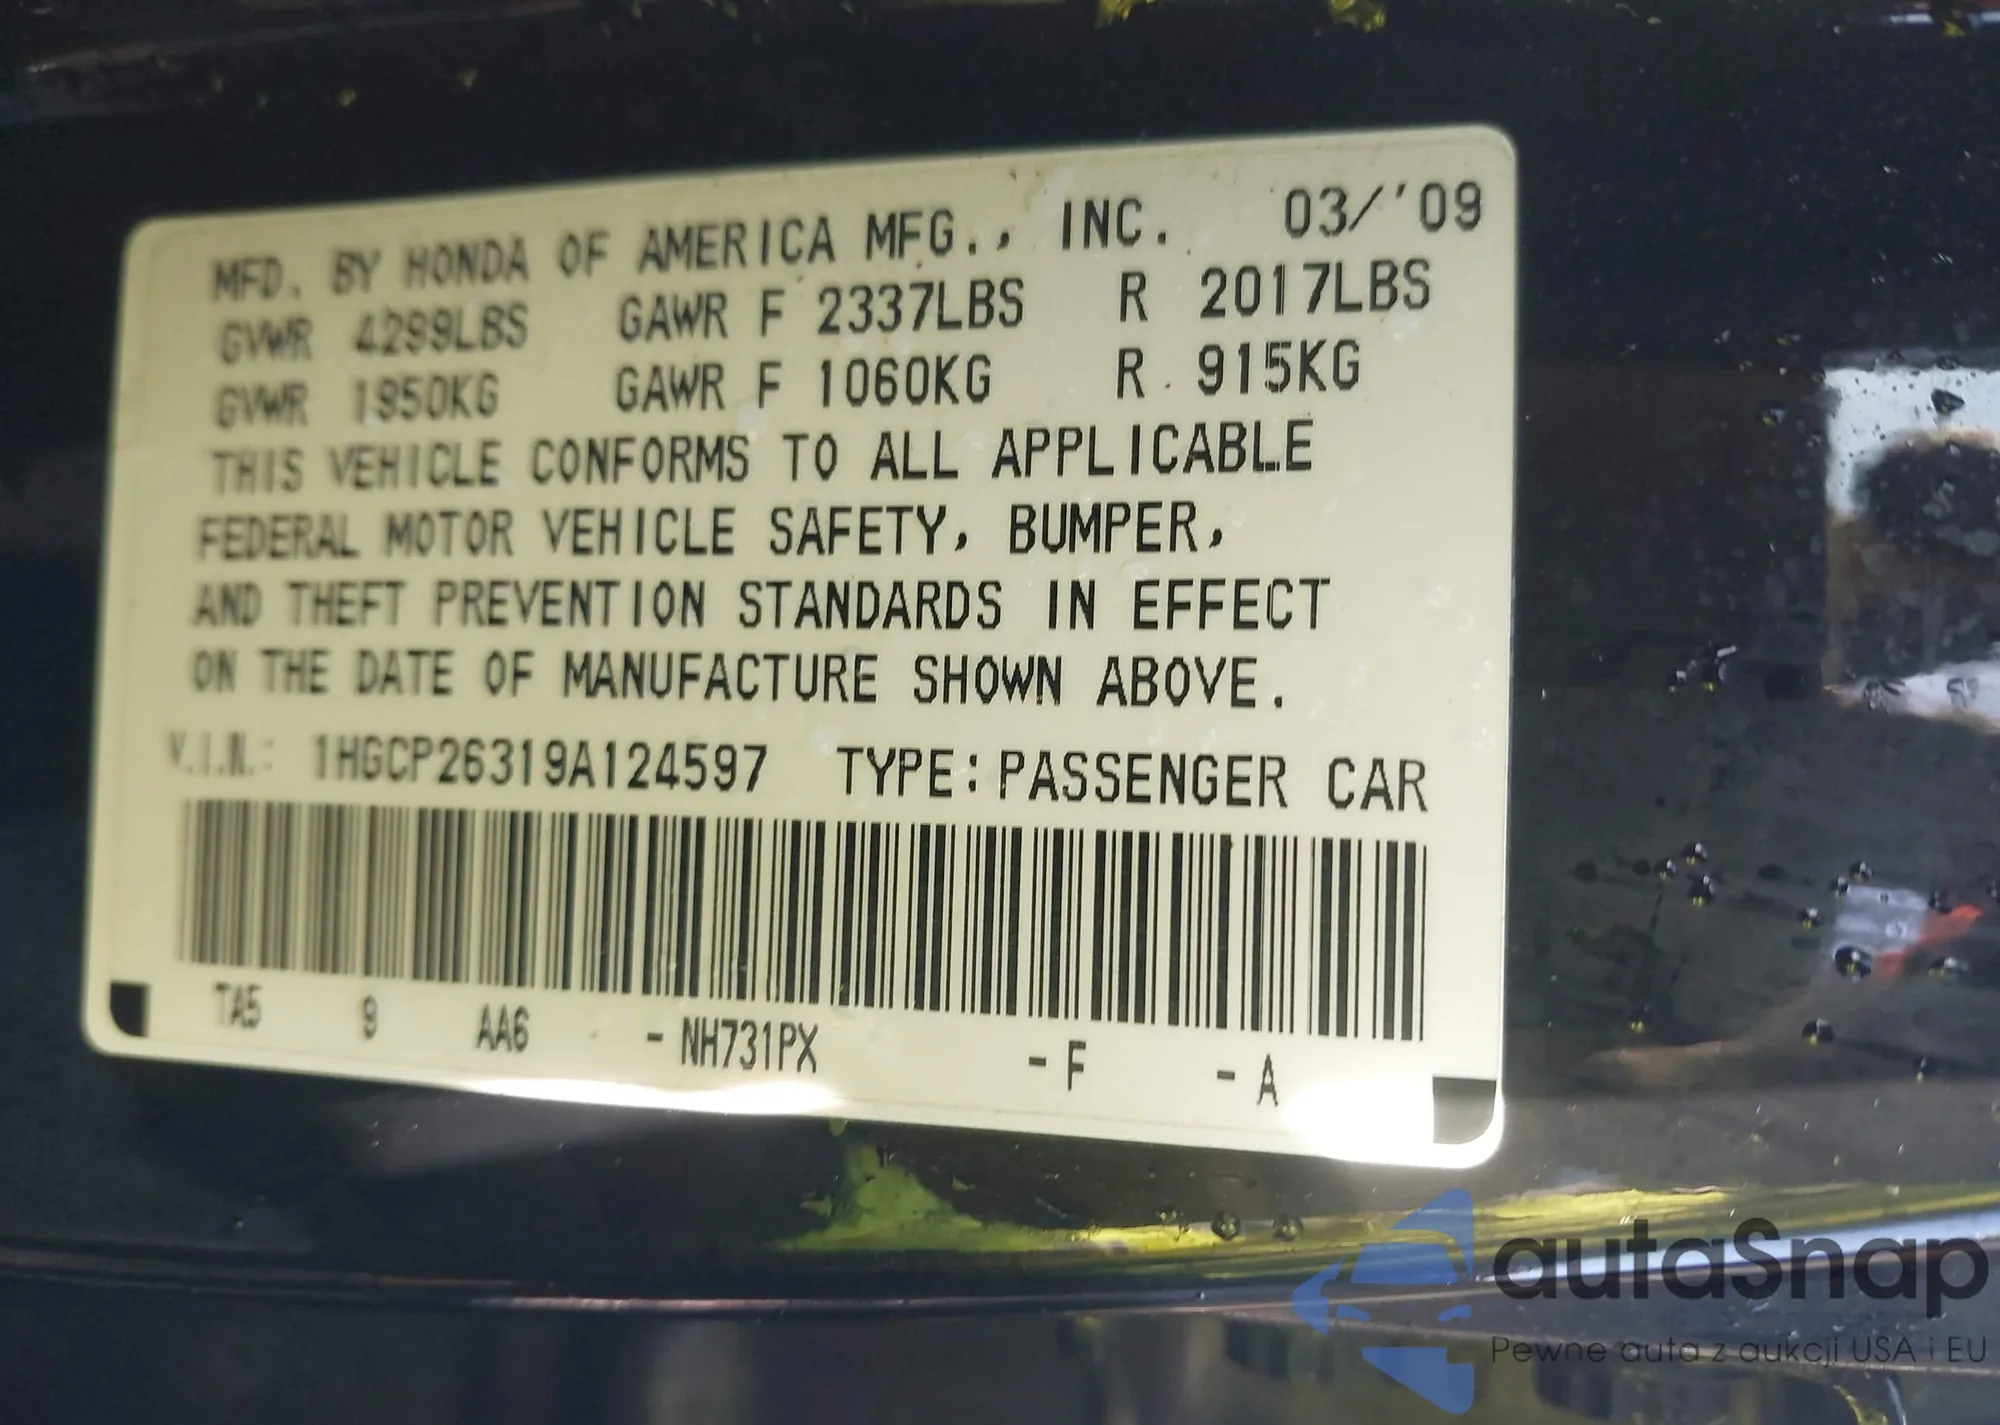 MFD. BY HONDA OF AMERICA MFG., INC. 03/'09
GVWR 4299LBS GAWR F 2337LBS R 2017LBS
GVWR 1950KG GAWR F 1060KG R 915KG
THIS VEHICLE CONFORMS TO ALL APPLICABLE
FEDERAL MOTOR VEHICLE SAFETY, BUMPER,
AND THEFT PREVENTION STANDARDS IN EFFECT
ON THE DATE OF MANUFACTURE SHOWN ABOVE.
V.I.N.: 1HGCP26319A124597 TYPE: PASSENGER CAR
TA5 9 AA6 - NH731PX - F - A
autaSnap
Pewne auta z aukcji USA i EU